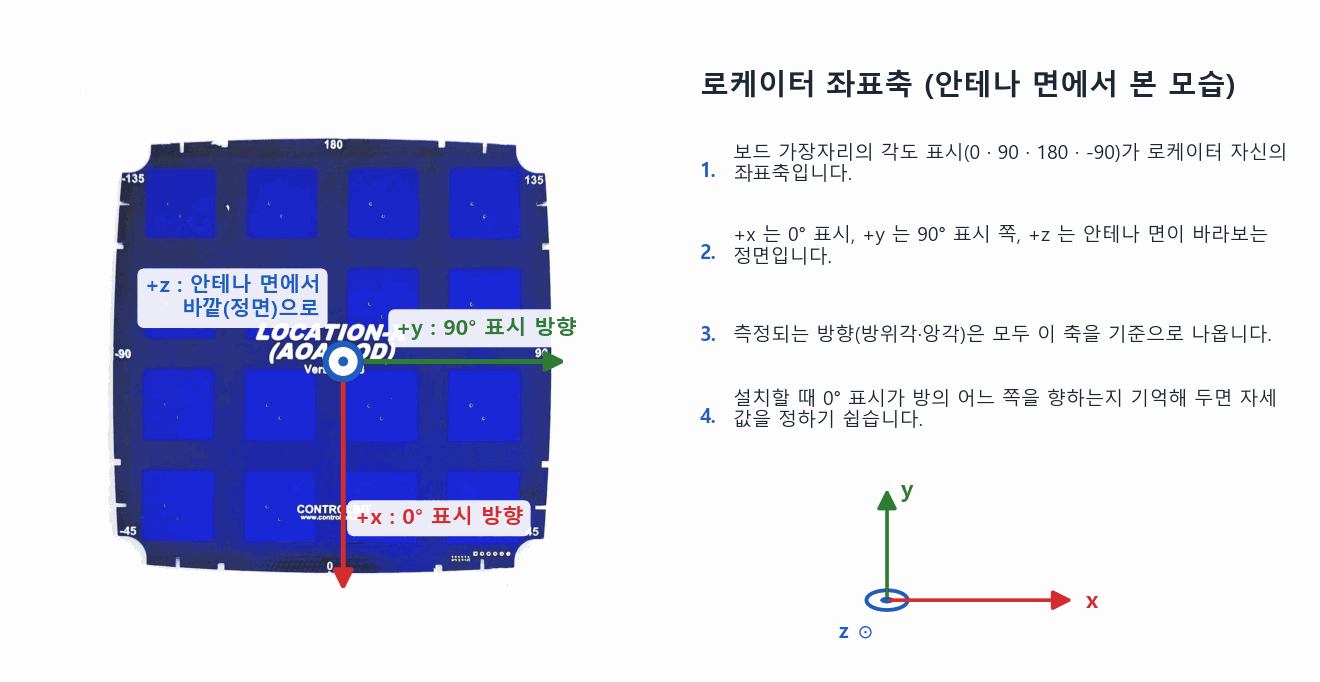 로케이터 좌표축 (안테나 면에서 본 모습)
1. 보드 가장자리의 각도 표시(0 · 90 · 180 · -90)가 로케이터 자신의
좌표축입니다.
2. +x 는 0° 표시, +y 는 90° 표시 쪽, +z 는 안테나 면이 바라보는
정면입니다.
3. 측정되는 방향(방위각·앙각)은 모두 이 축을 기준으로 나옵니다.
4. 설치할 때 0° 표시가 방의 어느 쪽을 향하는지 기억해 두면 자세
값을 정하기 쉽습니다.
180
-135
135
+z : 안테나 면에서
바깥(정면)으로
+y : 90° 표시 방향
LOCATION-
(AOA
OD)
-90
90
+x : 0° 표시 방향
-45
45
0
y
x
z ⊙